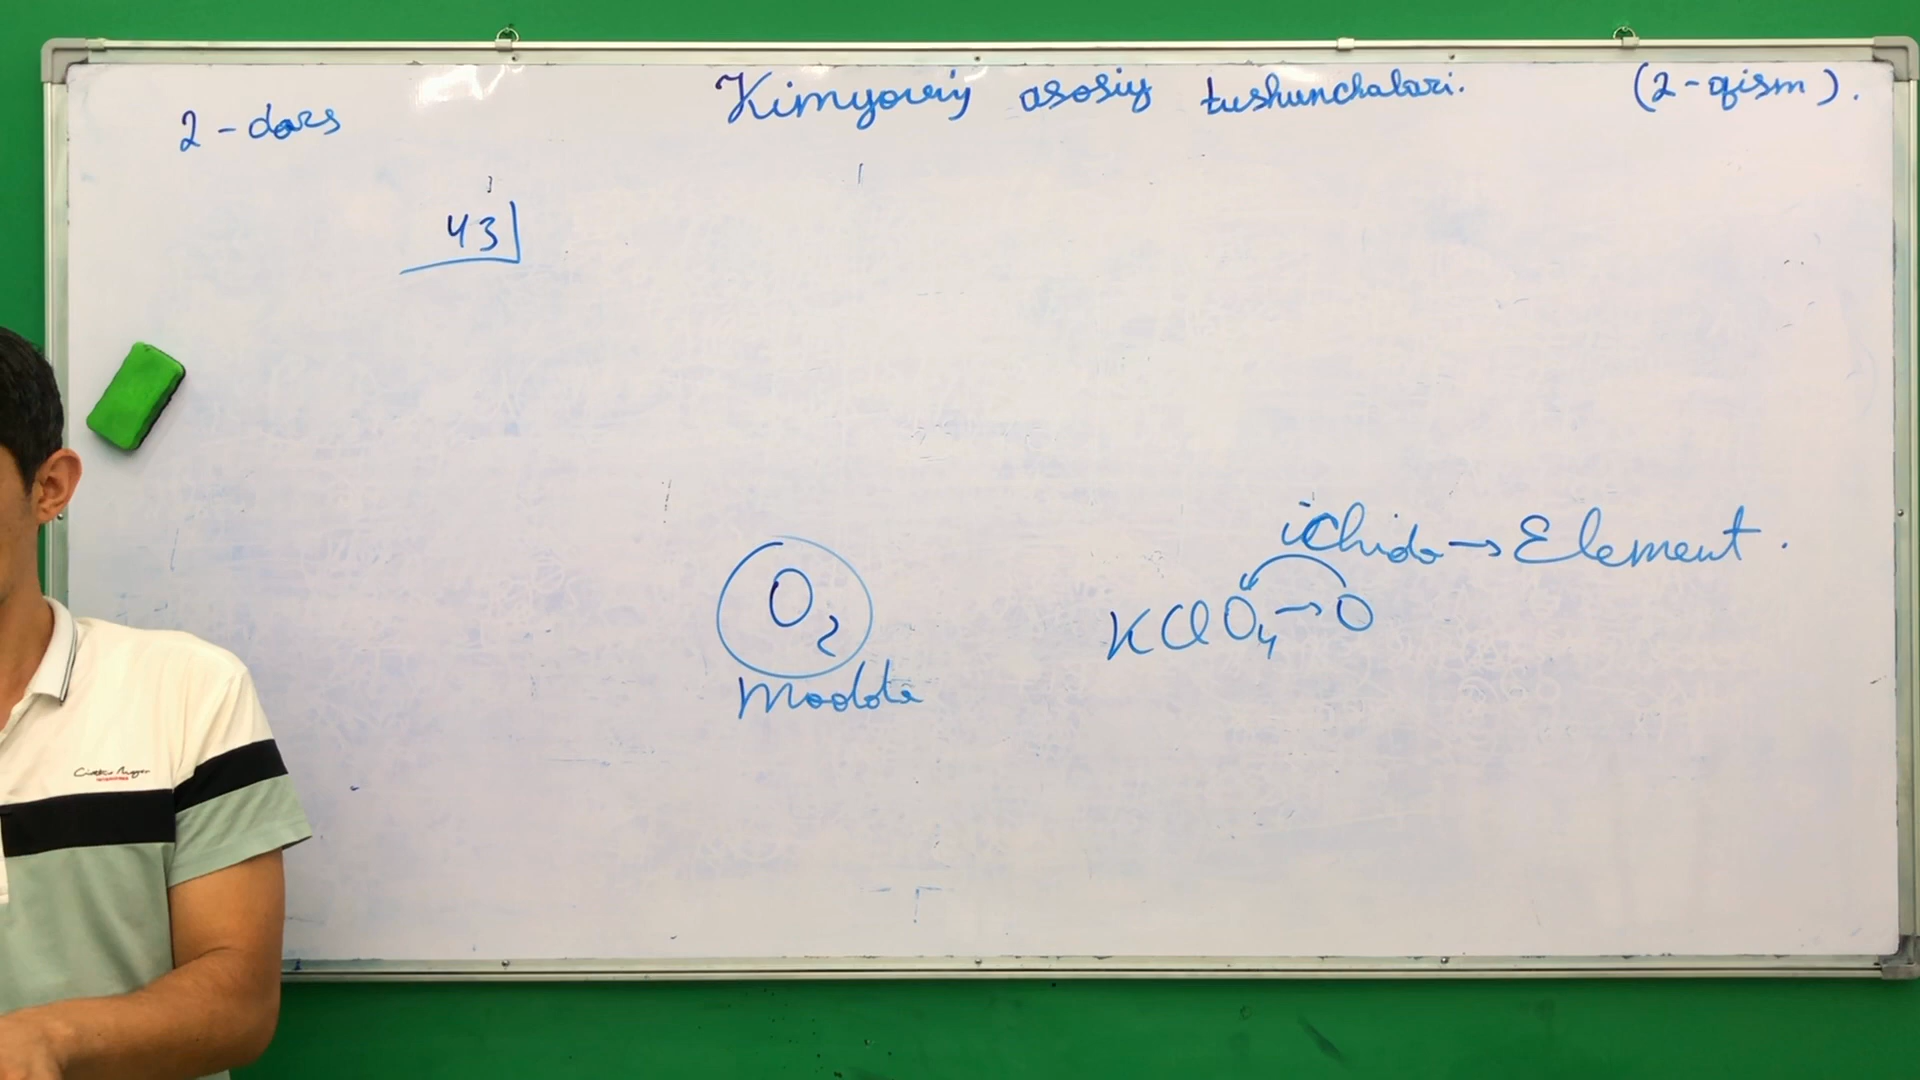 2-dars
Kimyoviy asosiy tushunchalari. (2-qism).
43
ichida → Element.
O₂
KClO₄ → O
Modda